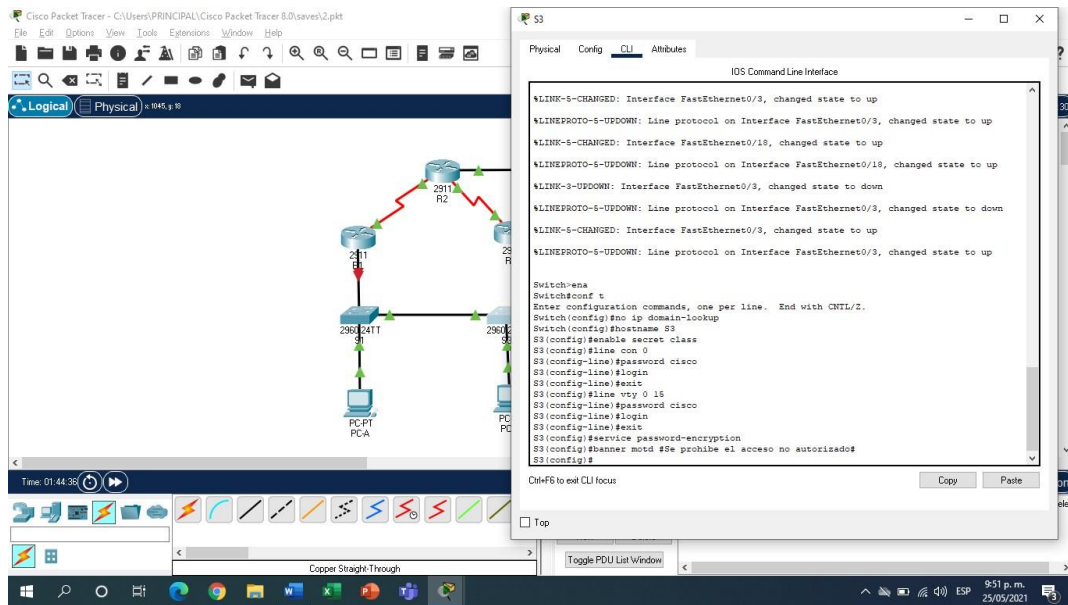 Cisco Packet Tracer - C:\Users\PRINCIPAL\Cisco Packet Tracer 8.0\saves\2.pkt
File Edit Options View Tools Extensions Window Help
Logical Physical x: 1045, y: 18
2911
R2
2911
R1
29
R
2960-24TT
S1
2960-2
PC-PT
PC-A
PC
PC
Time: 01:44:36
Copper Straight-Through
Toggle PDU List Window
S3
Physical Config CLI Attributes
IOS Command Line Interface
%LINK-5-CHANGED: Interface FastEthernet0/3, changed state to up
%LINEPROTO-5-UPDOWN: Line protocol on Interface FastEthernet0/3, changed state to up
%LINK-5-CHANGED: Interface FastEthernet0/18, changed state to up
%LINEPROTO-5-UPDOWN: Line protocol on Interface FastEthernet0/18, changed state to up
%LINK-3-UPDOWN: Interface FastEthernet0/3, changed state to down
%LINEPROTO-5-UPDOWN: Line protocol on Interface FastEthernet0/3, changed state to down
%LINK-5-CHANGED: Interface FastEthernet0/3, changed state to up
%LINEPROTO-5-UPDOWN: Line protocol on Interface FastEthernet0/3, changed state to up
Switch>ena
Switch#conf t
Enter configuration commands, one per line. End with CNTL/Z.
Switch(config)#no ip domain-lookup
Switch(config)#hostname S3
S3(config)#enable secret class
S3(config)#line con 0
S3(config-line)#password cisco
S3(config-line)#login
S3(config-line)#exit
S3(config)#line vty 0 15
S3(config-line)#password cisco
S3(config-line)#login
S3(config-line)#exit
S3(config)#service password-encryption
S3(config)#banner motd #Se prohibe el acceso no autorizado#
S3(config)#
Ctrl+F6 to exit CLI focus
Copy Paste
Top
ESP
9:51 p. m.
25/05/2021
3